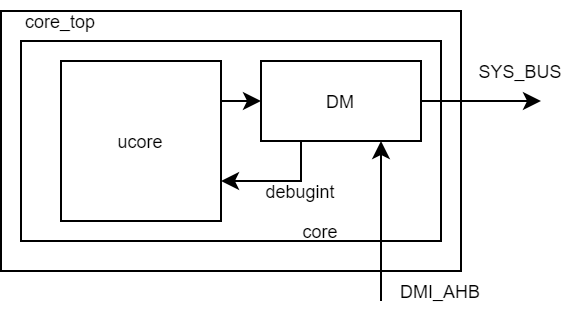 core_top
SYS_BUS
DM
ucore
debugint
core
DMI_AHB